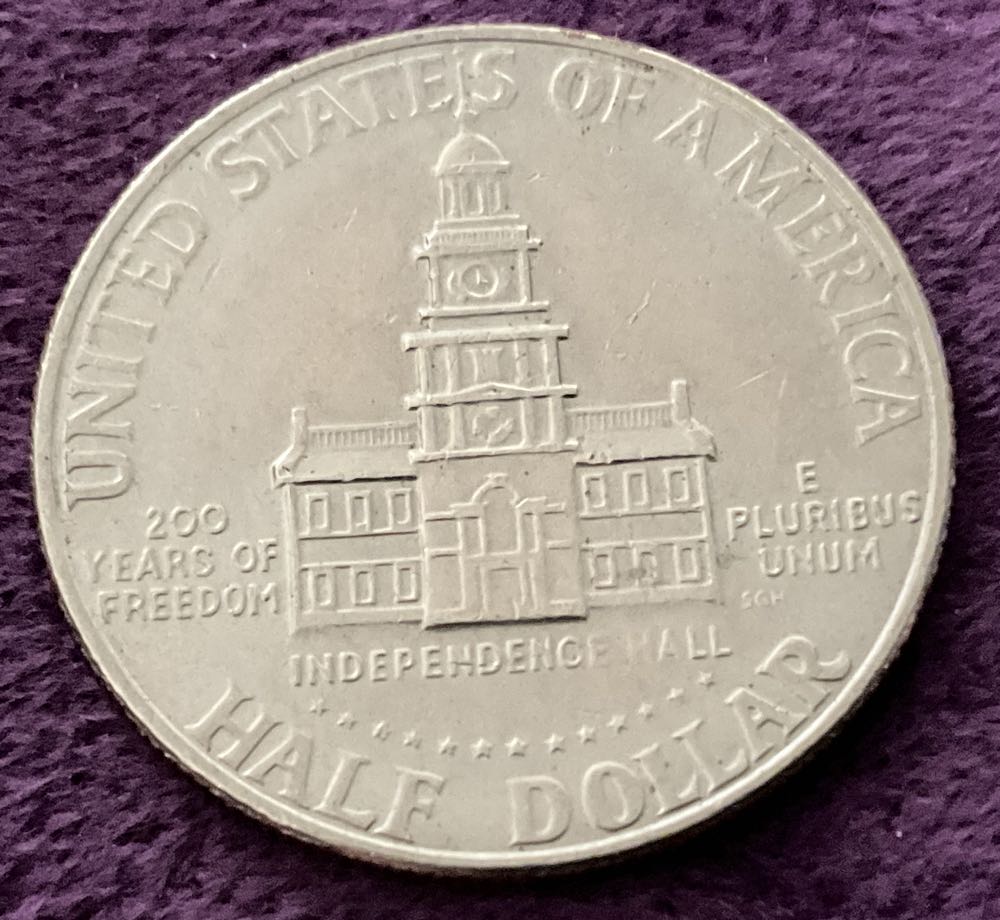 UNITED STATES OF AMERICA
200
YEARS OF
FREEDOM
E
PLURIBUS
UNUM
SGH
INDEPENDENCE HALL
HALF DOLLAR